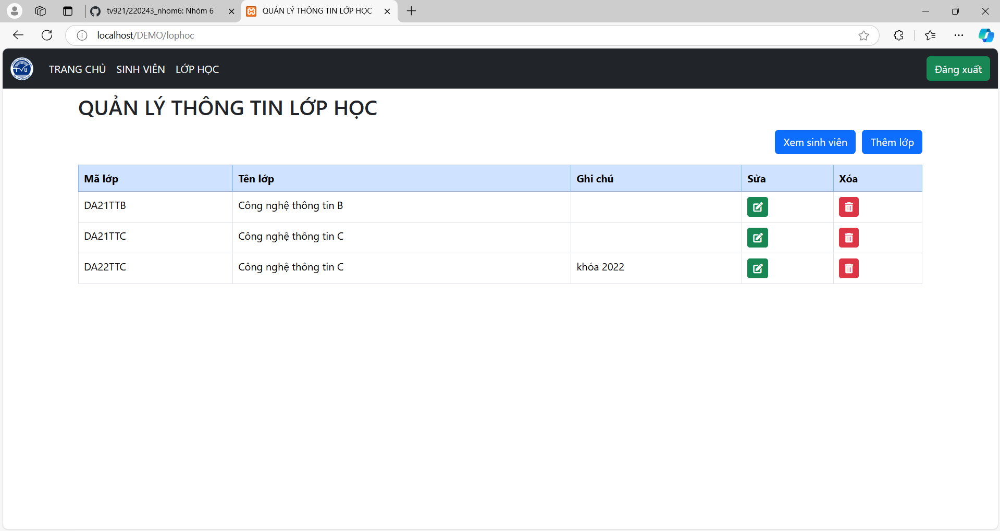 tv921/220243_nhom6: Nhóm 6
QUẢN LÝ THÔNG TIN LỚP HỌC
localhost/DEMO/lophoc
TVU
TRANG CHỦ SINH VIÊN LỚP HỌC Đăng xuất
QUẢN LÝ THÔNG TIN LỚP HỌC
Xem sinh viên Thêm lớp
Mã lớp Tên lớp Ghi chú Sửa Xóa
DA21TTB Công nghệ thông tin B
DA21TTC Công nghệ thông tin C
DA22TTC Công nghệ thông tin C khóa 2022